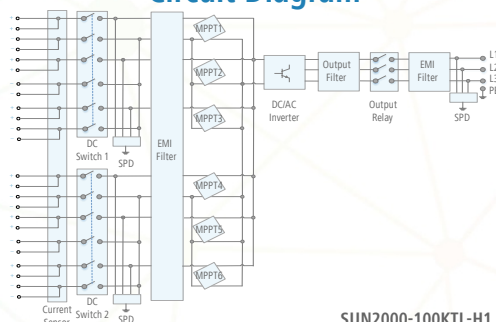 Circuit Diagram
MPPT1
MPPT2
MPPT3
MPPT4
MPPT5
MPPT6
DC
Switch 1
SPD
EMI
Filter
DC/AC
Inverter
Output
Filter
Output
Relay
EMI
Filter
SPD
L1
L2
L3
PE
Current
Sensor
DC
Switch 2
SPD
SUN2000-100KTL-H1